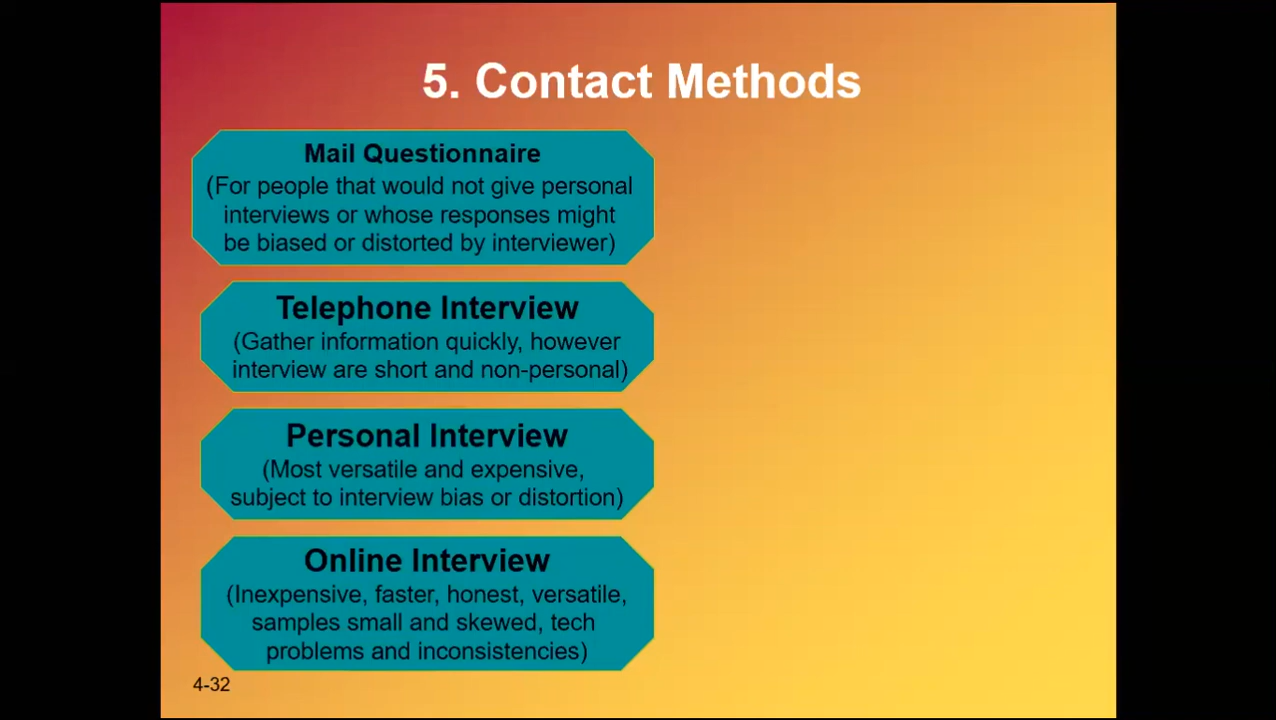 5. Contact Methods
Mail Questionnaire
(For people that would not give personal
interviews or whose responses might
be biased or distorted by interviewer)
Telephone Interview
(Gather information quickly, however
interview are short and non-personal)
Personal Interview
(Most versatile and expensive,
subject to interview bias or distortion)
Online Interview
(Inexpensive, faster, honest, versatile,
samples small and skewed, tech
problems and inconsistencies)
4-32